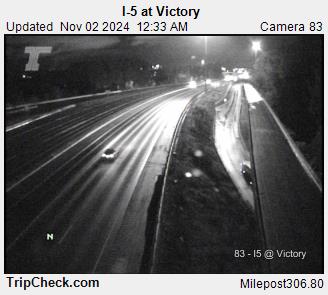 I-5 at Victory
Updated Nov 02 2024 12:33 AM Camera 83
T
N
83 - I5 @ Victory
TripCheck.com Milepost306.80